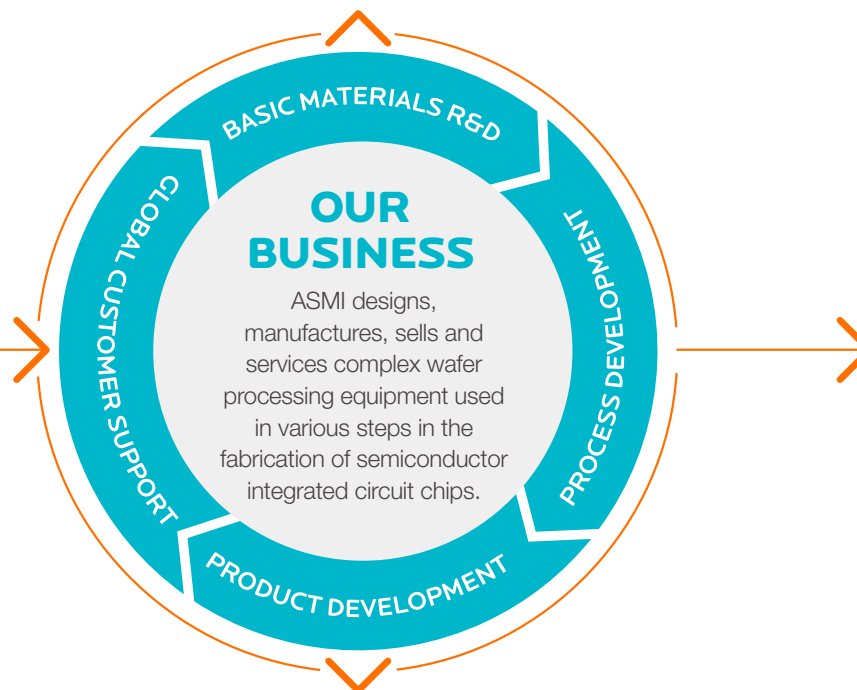 BASIC MATERIALS R&D
PROCESS DEVELOPMENT
PRODUCT DEVELOPMENT
GLOBAL CUSTOMER SUPPORT
OUR
BUSINESS
ASMI designs,
manufactures, sells and
services complex wafer
processing equipment used
in various steps in the
fabrication of semiconductor
integrated circuit chips.